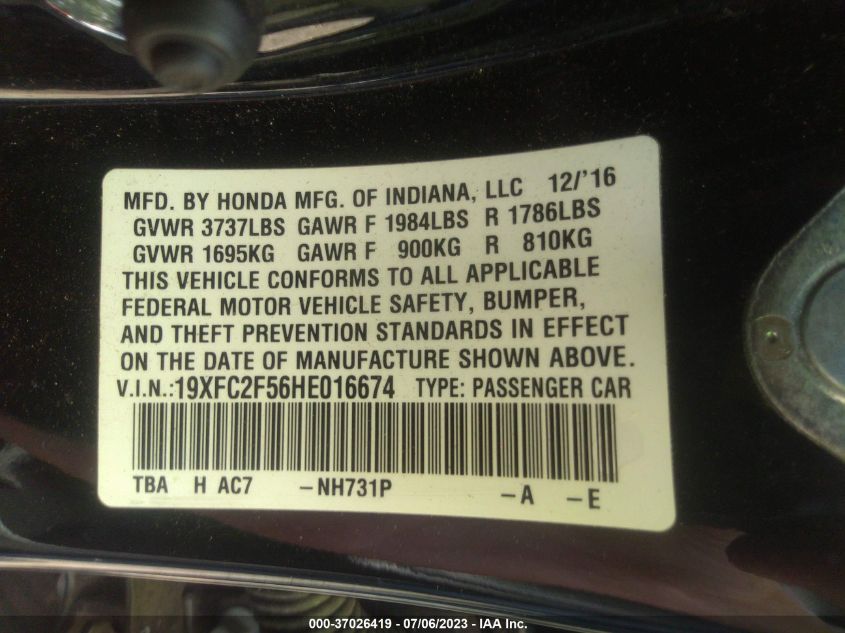 MFD. BY HONDA MFG. OF INDIANA, LLC 12/'16
GVWR 3737LBS GAWR F 1984LBS R 1786LBS
GVWR 1695KG GAWR F 900KG R 810KG
THIS VEHICLE CONFORMS TO ALL APPLICABLE
FEDERAL MOTOR VEHICLE SAFETY, BUMPER,
AND THEFT PREVENTION STANDARDS IN EFFECT
ON THE DATE OF MANUFACTURE SHOWN ABOVE.
V.I.N.:19XFC2F56HE016674 TYPE: PASSENGER CAR
TBA H AC7 -NH731P -A -E
000-37026419 - 07/06/2023 - IAA Inc.